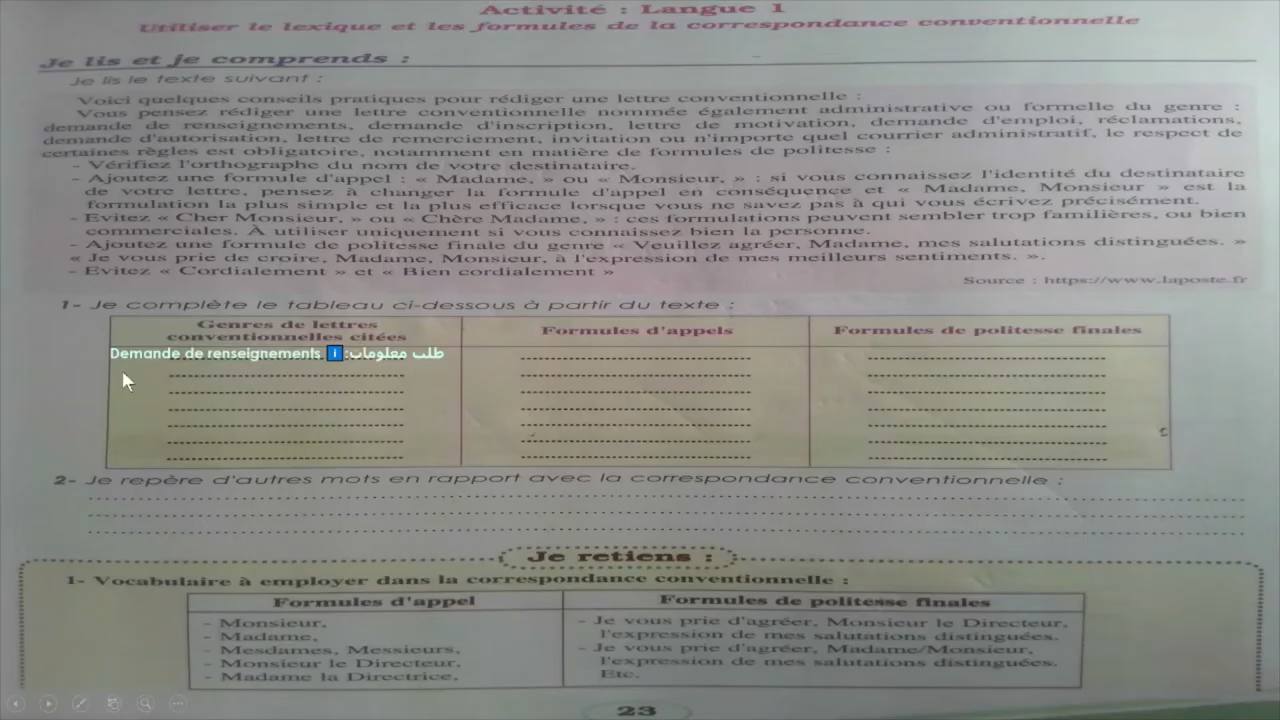 Activité : Langue 1
Utiliser le lexique et les formules de la correspondance conventionnelle
Je lis et je comprends :
Je lis le texte suivant :
Voici quelques conseils pratiques pour rédiger une lettre conventionnelle :
Vous pensez rédiger une lettre conventionnelle nommée également administrative ou formelle du genre :
demande de renseignements, demande d'inscription, lettre de motivation, demande d'emploi, réclamations,
demande d'autorisation, lettre de remerciement, invitation ou n'importe quel courrier administratif, le respect de
certaines règles est obligatoire, notamment en matière de formules de politesse :
- Vérifiez l'orthographe du nom de votre destinataire.
- Ajoutez une formule d'appel : « Madame, » ou « Monsieur, » : si vous connaissez l'identité du destinataire
de votre lettre, pensez à changer la formule d'appel en conséquence et « Madame, Monsieur » est la
formulation la plus simple et la plus efficace lorsque vous ne savez pas à qui vous écrivez précisément.
- Evitez « Cher Monsieur, » ou « Chère Madame, » : ces formulations peuvent sembler trop familières, ou bien
commerciales. À utiliser uniquement si vous connaissez bien la personne.
- Ajoutez une formule de politesse finale du genre « Veuillez agréer, Madame, mes salutations distinguées. »
« Je vous prie de croire, Madame, Monsieur, à l'expression de mes meilleurs sentiments. ».
- Evitez « Cordialement » et « Bien cordialement »
Source : https://www.laposte.fr
1- Je complète le tableau ci-dessous à partir du texte :
Genres de lettres
conventionnelles citées
Formules d'appels
Formules de politesse finales
Demande de renseignements ℹ️: طلب معلومات
2- Je repère d'autres mots en rapport avec la correspondance conventionnelle :
Je retiens :
1- Vocabulaire à employer dans la correspondance conventionnelle :
Formules d'appel
Formules de politesse finales
- Monsieur,
- Madame,
- Mesdames, Messieurs,
- Monsieur le Directeur,
- Madame la Directrice,
- Je vous prie d'agréer, Monsieur le Directeur,
l'expression de mes salutations distinguées.
- Je vous prie d'agréer, Madame/Monsieur,
l'expression de mes salutations distinguées.
Etc.
23